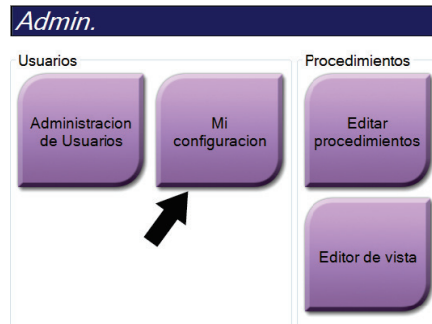 Admin.
Usuarios
Administracion
de Usuarios
Mi
configuracion
Procedimientos
Editar
procedimientos
Editor de vista